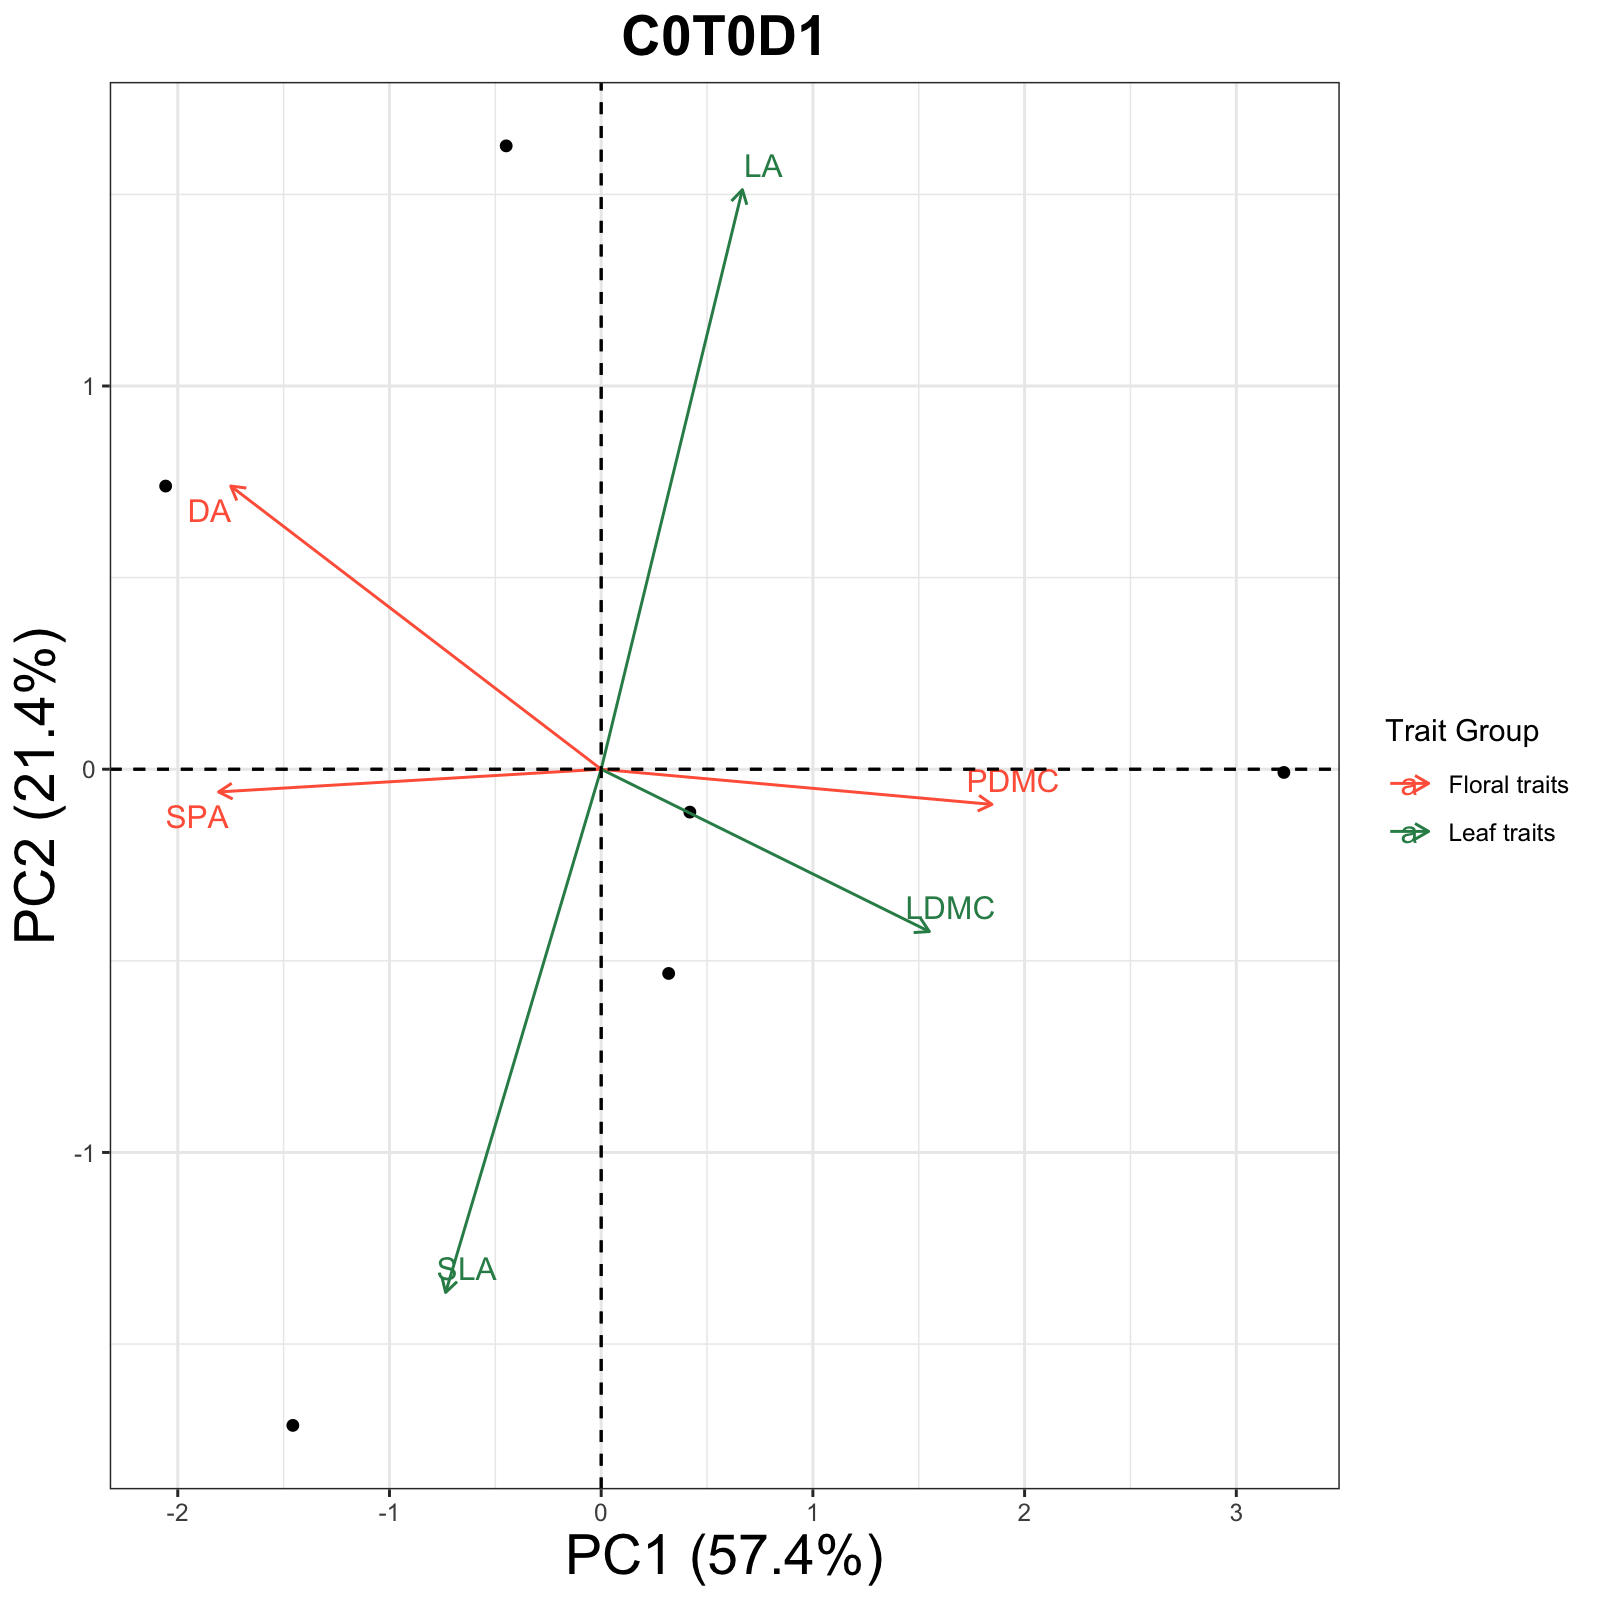 C0T0D1
LA
DA
SPA
PDMC
LDMC
SLA
1
0
-1
-2
-1
0
1
2
3
PC2 (21.4%)
PC1 (57.4%)
Trait Group
a Floral traits
a Leaf traits